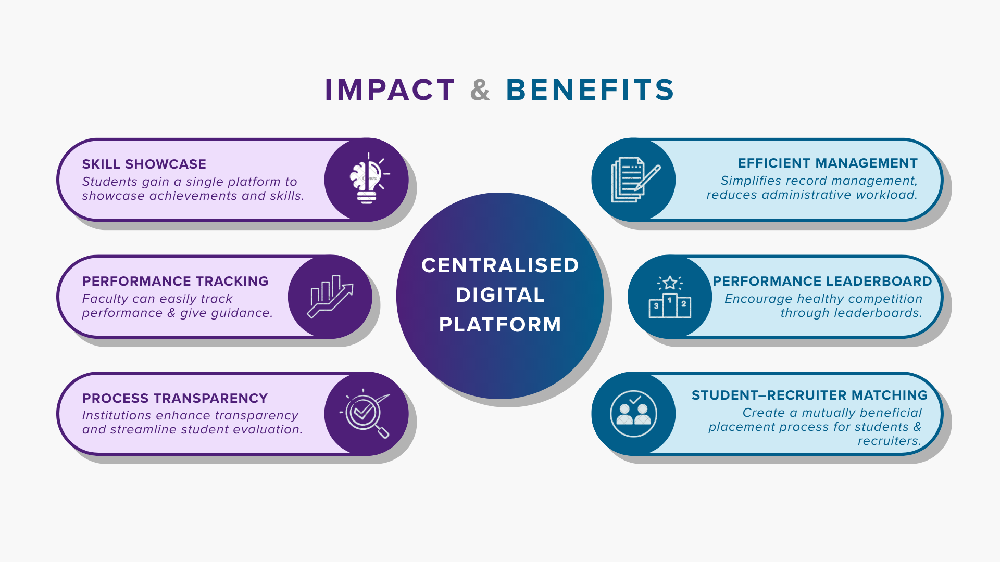 IMPACT & BENEFITS
SKILL SHOWCASE
Students gain a single platform to
showcase achievements and skills.
Canva
PERFORMANCE TRACKING
Faculty can easily track
performance & give guidance.
PROCESS TRANSPARENCY
Institutions enhance transparency
and streamline student evaluation.
CENTRALISED
DIGITAL
PLATFORM
EFFICIENT MANAGEMENT
Simplifies record management,
reduces administrative workload.
PERFORMANCE LEADERBOARD
Encourage healthy competition
through leaderboards.
3 1 2
STUDENT–RECRUITER MATCHING
Create a mutually beneficial
placement process for students &
recruiters.